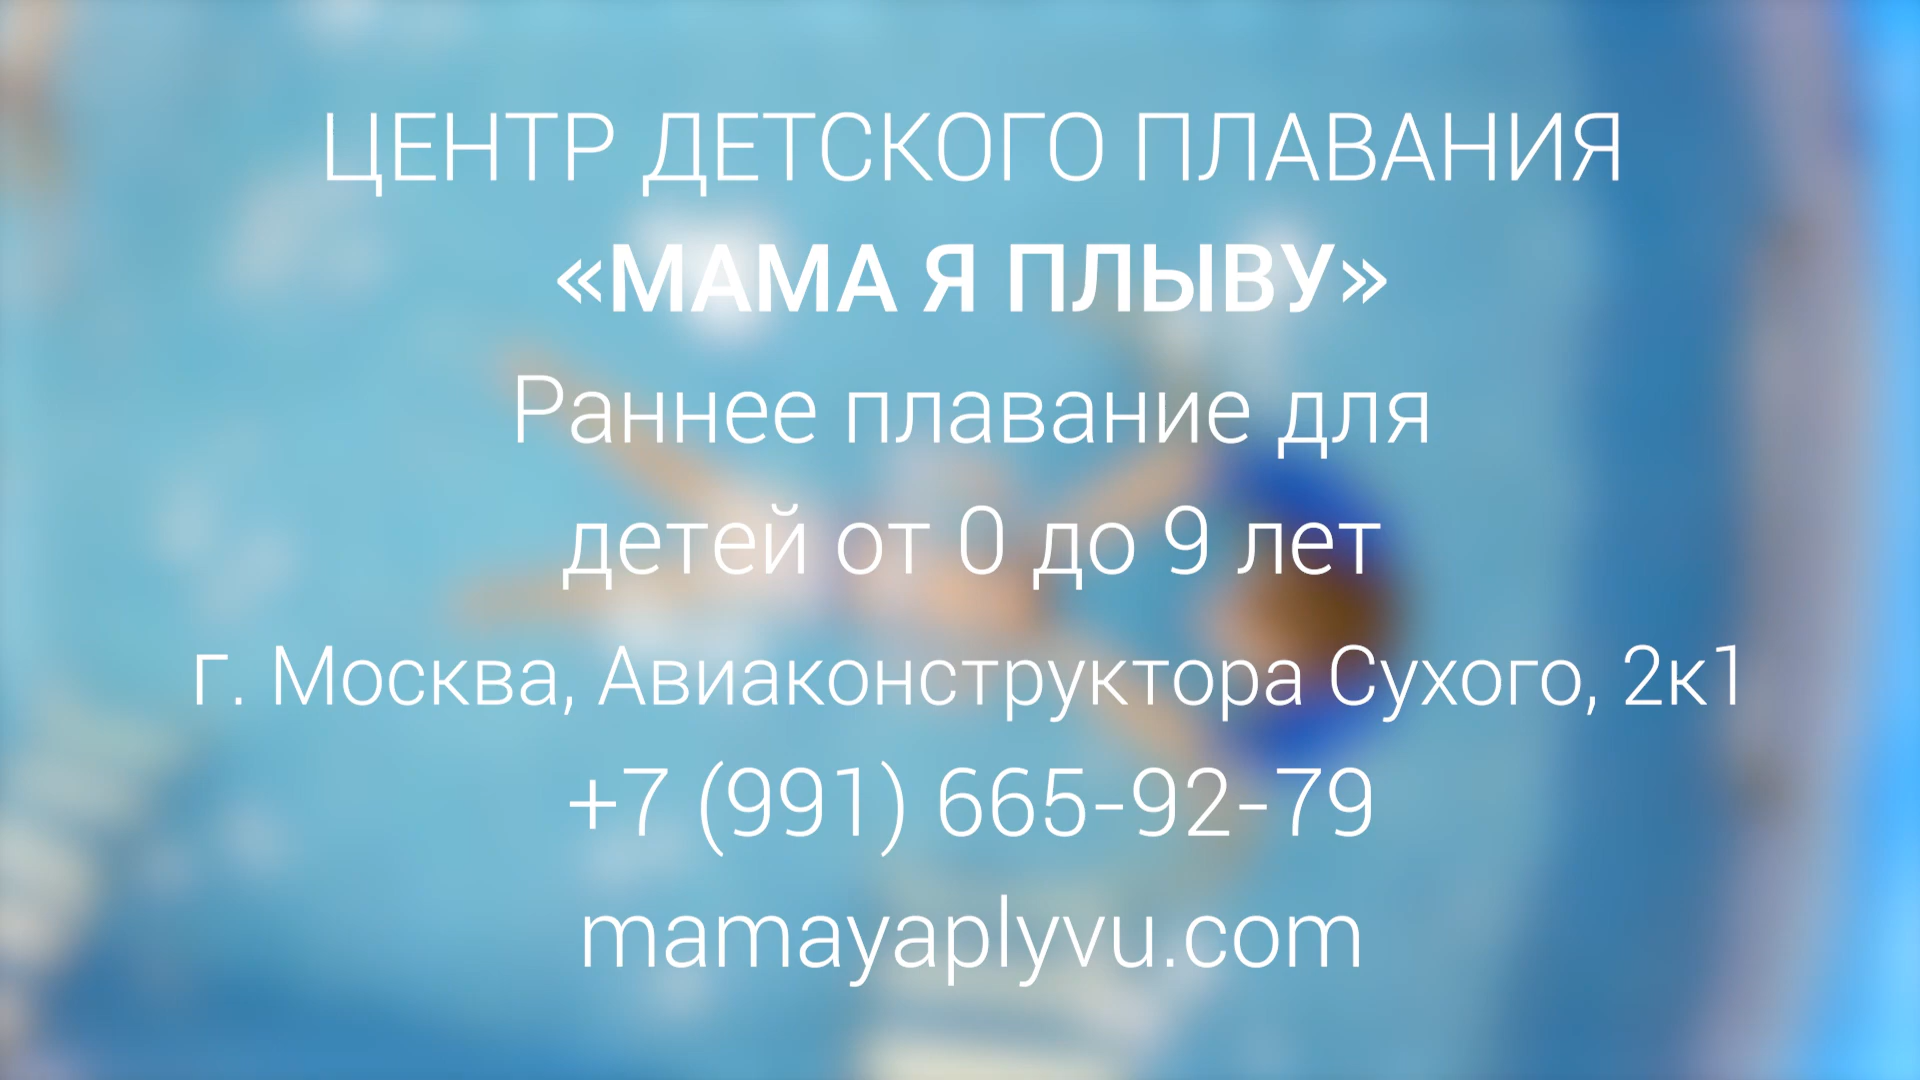 ЦЕНТР ДЕТСКОГО ПЛАВАНИЯ
«МАМА Я ПЛЫВУ»
Раннее плавание для
детей от 0 до 9 лет
г. Москва, Авиаконструктора Сухого, 2к1
+7 (991) 665-92-79
mamayaplyvu.com